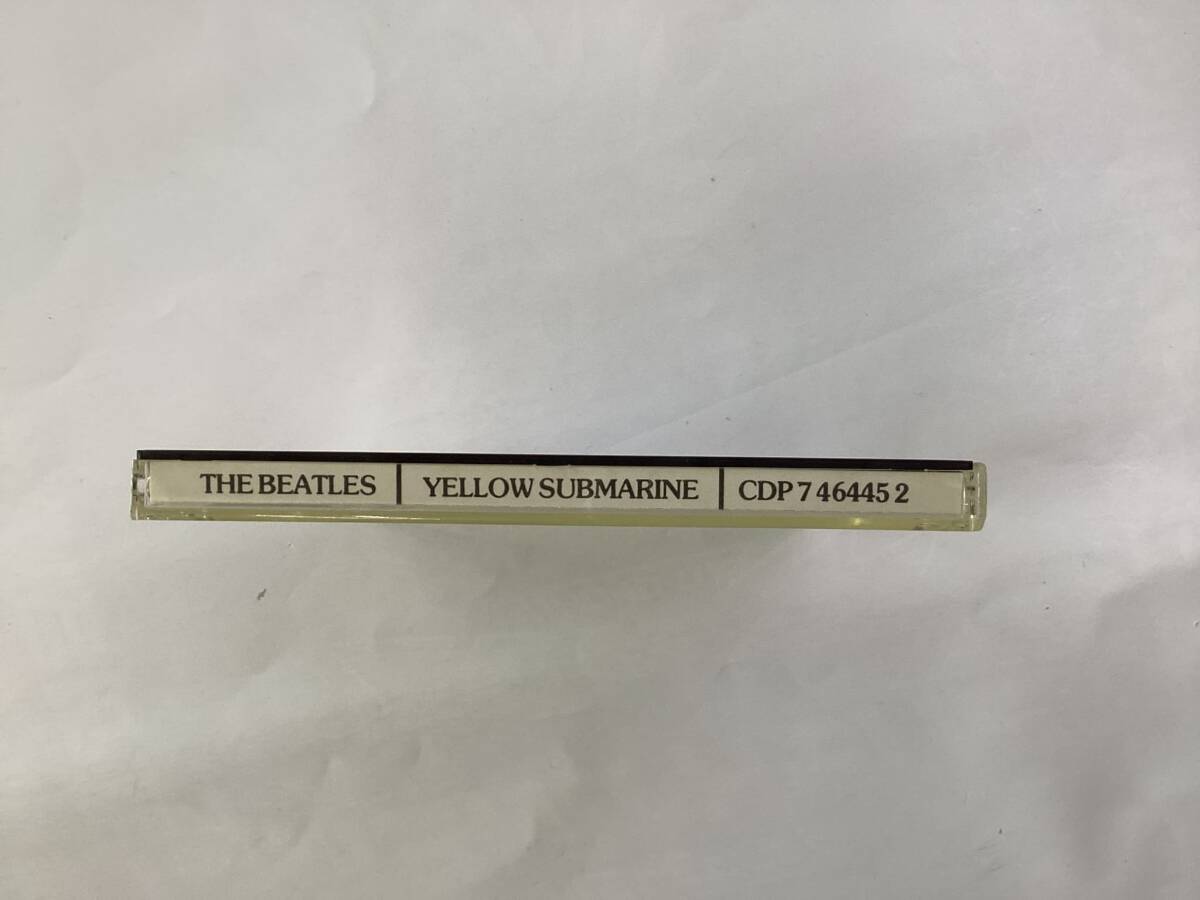 THE BEATLES | YELLOW SUBMARINE | CDP 7 46445 2